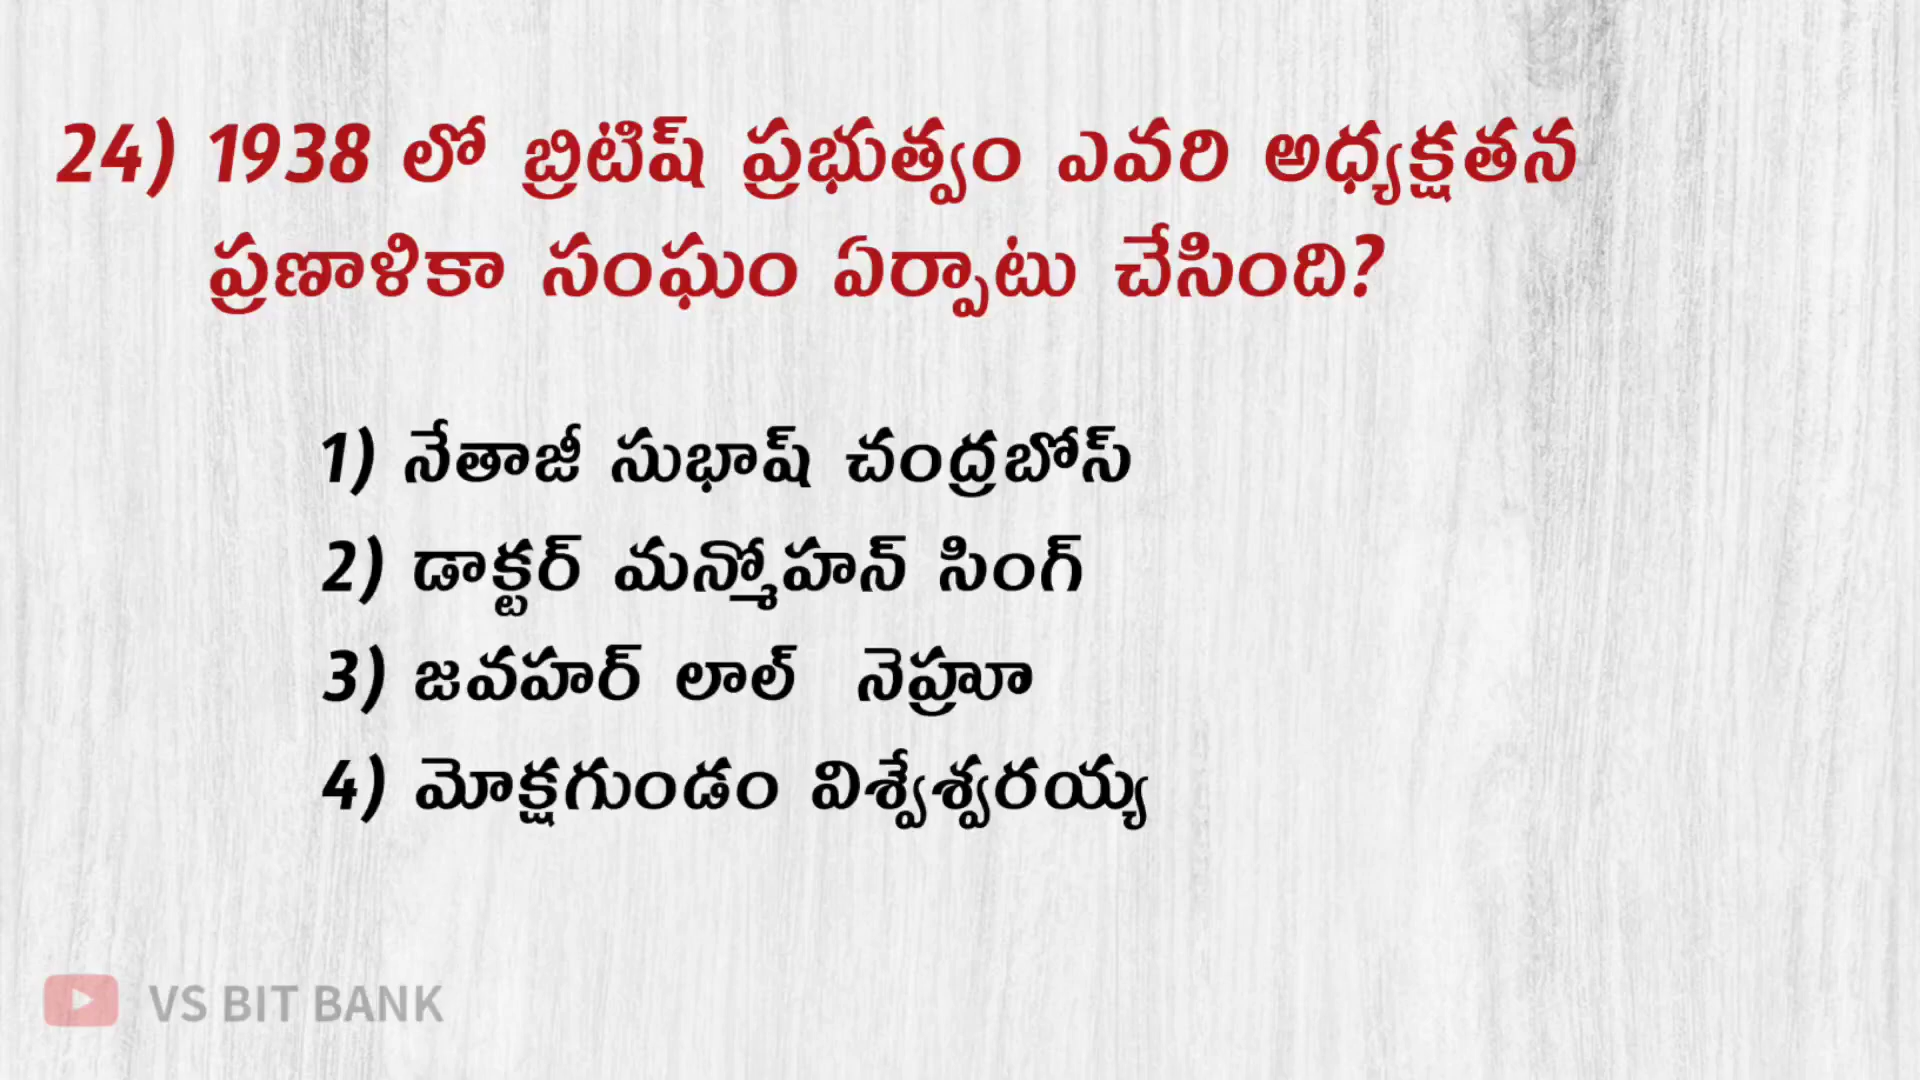 24) 1938 లో బ్రిటిష్ ప్రభుత్వం ఎవరి అధ్యక్షతన
ప్రణాళికా సంఘం ఏర్పాటు చేసింది?
1) నేతాజీ సుభాష్ చంద్రబోస్
2) డాక్టర్ మన్మోహన్ సింగ్
3) జవహర్ లాల్ నెహ్రూ
4) మోక్షగుండం విశ్వేశ్వరయ్య
VS BIT BANK